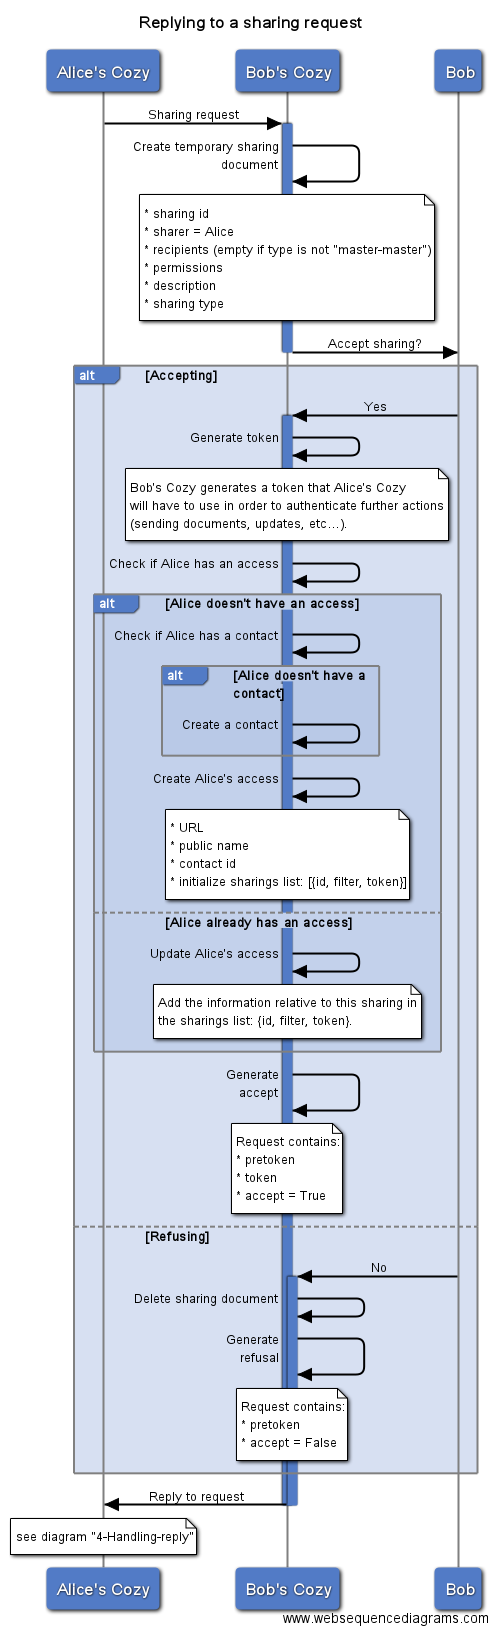 Replying to a sharing request
Alice's Cozy
Bob's Cozy
Bob
Sharing request
Create temporary sharing
document
* sharing id
* sharer = Alice
* recipients (empty if type is not "master-master")
* permissions
* description
* sharing type
Accept sharing?
alt
[Accepting]
Yes
Generate token
Bob's Cozy generates a token that Alice's Cozy
will have to use in order to authenticate further actions
(sending documents, updates, etc...).
Check if Alice has an access
alt
[Alice doesn't have an access]
Check if Alice has a contact
alt
[Alice doesn't have a
contact]
Create a contact
Create Alice's access
* URL
* public name
* contact id
* initialize sharings list: [{id, filter, token}]
[Alice already has an access]
Update Alice's access
Add the information relative to this sharing in
the sharings list: {id, filter, token}.
Generate
accept
Request contains:
* pretoken
* token
* accept = True
[Refusing]
No
Delete sharing document
Generate
refusal
Request contains:
* pretoken
* accept = False
Reply to request
see diagram "4-Handling-reply"
Alice's Cozy
Bob's Cozy
Bob
www.websequencediagrams.com